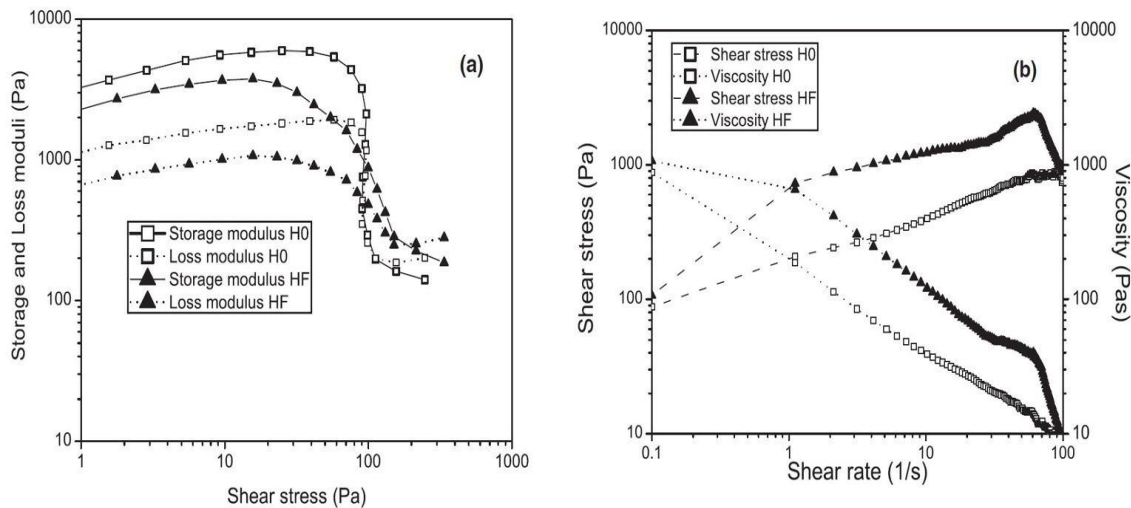 (a)
Storage and Loss moduli (Pa)
10000
1000
100
10
Storage modulus H0
Loss modulus H0
Storage modulus HF
Loss modulus HF
1 10 100 1000
Shear stress (Pa)
(b)
Shear stress (Pa)
10000
1000
100
10
Shear stress H0
Viscosity H0
Shear stress HF
Viscosity HF
10000
1000
100
10
Viscosity (Pas)
0.1 1 10 100
Shear rate (1/s)